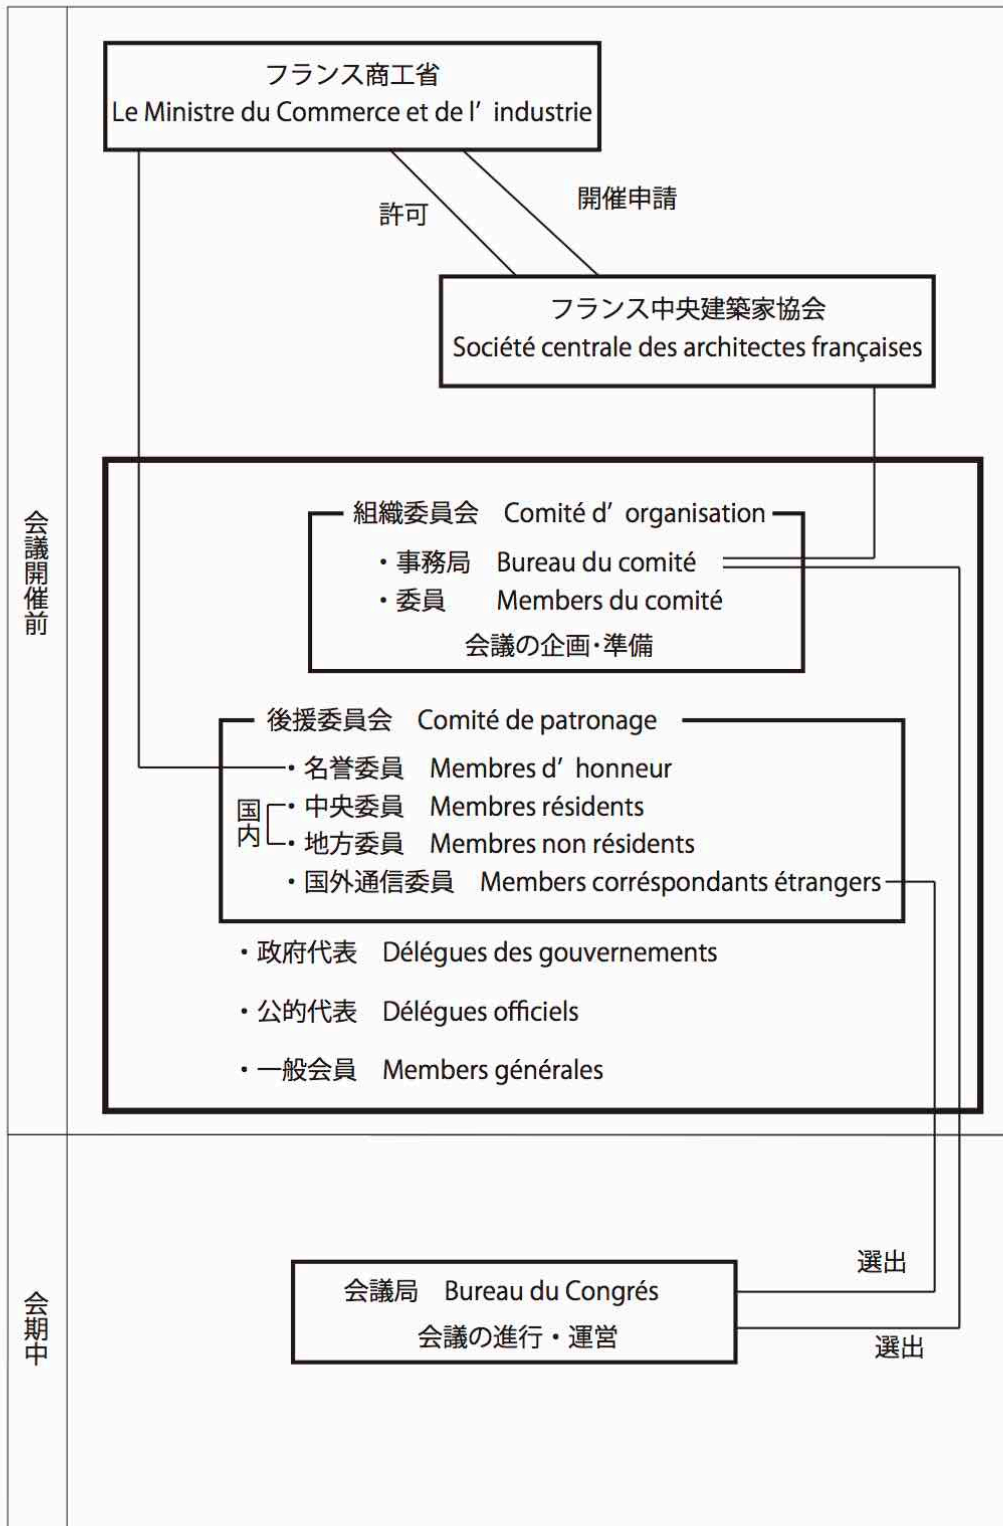 フランス商工省
Le Ministre du Commerce et de l’industrie
許可
開催申請
フランス中央建築家協会
Société centrale des architectes françaises
会議開催前
組織委員会 Comité d’organisation
・事務局 Bureau du comité
・委員 Members du comité
会議の企画・準備
後援委員会 Comité de patronage
・名誉委員 Membres d’honneur
国内
・中央委員 Membres résidents
・地方委員 Membres non résidents
・国外通信委員 Members corréspondants étrangers
・政府代表 Délégues des gouvernements
・公的代表 Délégues officiels
・一般会員 Members générales
会期中
会議局 Bureau du Congrés
会議の進行・運営
選出
選出